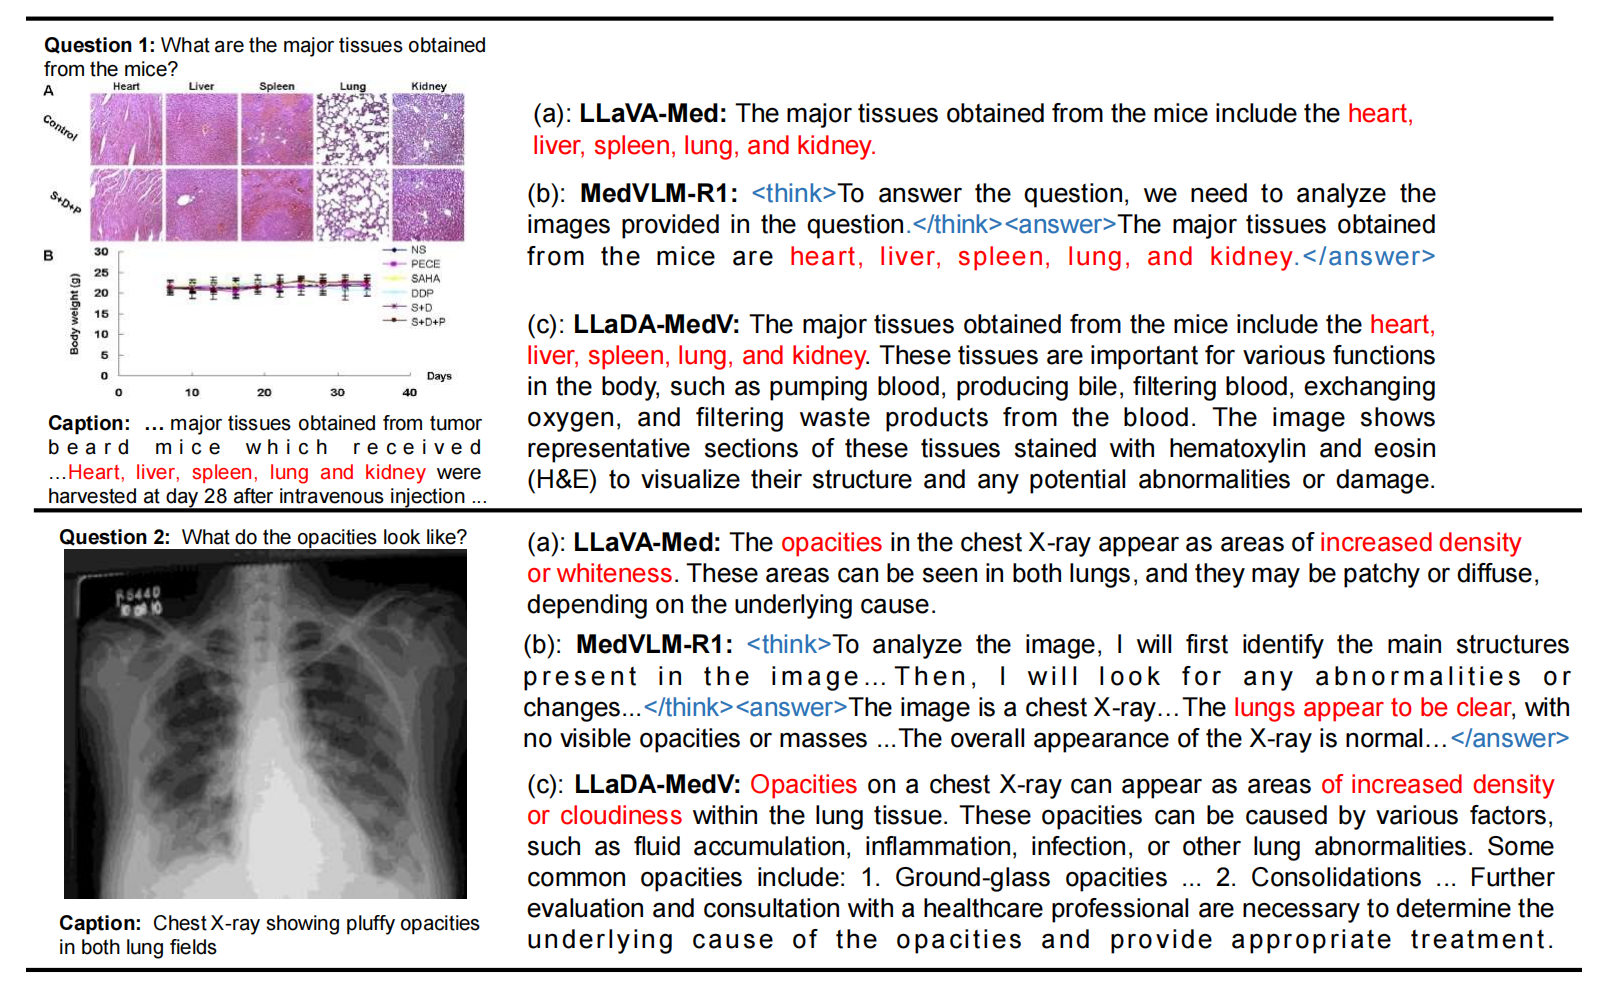 Question 1: What are the major tissues obtained
from the mice?
A
Heart Liver Spleen Lung Kidney
Control
S+D+P
B
30
25
20
15
10
5
0
Body weight (g)
NS
PECE
SAHA
DDP
S+D
S+D+P
0 10 20 30 40
Days
Caption: ... major tissues obtained from tumor
beard mice which received
...Heart, liver, spleen, lung and kidney were
harvested at day 28 after intravenous injection ...
(a): LLaVA-Med: The major tissues obtained from the mice include the heart,
liver, spleen, lung, and kidney.
(b): MedVLM-R1: <think>To answer the question, we need to analyze the
images provided in the question.</think><answer>The major tissues obtained
from the mice are heart, liver, spleen, lung, and kidney.</answer>
(c): LLaDA-MedV: The major tissues obtained from the mice include the heart,
liver, spleen, lung, and kidney. These tissues are important for various functions
in the body, such as pumping blood, producing bile, filtering blood, exchanging
oxygen, and filtering waste products from the blood. The image shows
representative sections of these tissues stained with hematoxylin and eosin
(H&E) to visualize their structure and any potential abnormalities or damage.
Question 2: What do the opacities look like?
RS440
Caption: Chest X-ray showing pluffy opacities
in both lung fields
(a): LLaVA-Med: The opacities in the chest X-ray appear as areas of increased density
or whiteness. These areas can be seen in both lungs, and they may be patchy or diffuse,
depending on the underlying cause.
(b): MedVLM-R1: <think>To analyze the image, I will first identify the main structures
present in the image... Then, I will look for any abnormalities or
changes...</think><answer>The image is a chest X-ray... The lungs appear to be clear, with
no visible opacities or masses ...The overall appearance of the X-ray is normal...</answer>
(c): LLaDA-MedV: Opacities on a chest X-ray can appear as areas of increased density
or cloudiness within the lung tissue. These opacities can be caused by various factors,
such as fluid accumulation, inflammation, infection, or other lung abnormalities. Some
common opacities include: 1. Ground-glass opacities ... 2. Consolidations ... Further
evaluation and consultation with a healthcare professional are necessary to determine the
underlying cause of the opacities and provide appropriate treatment.